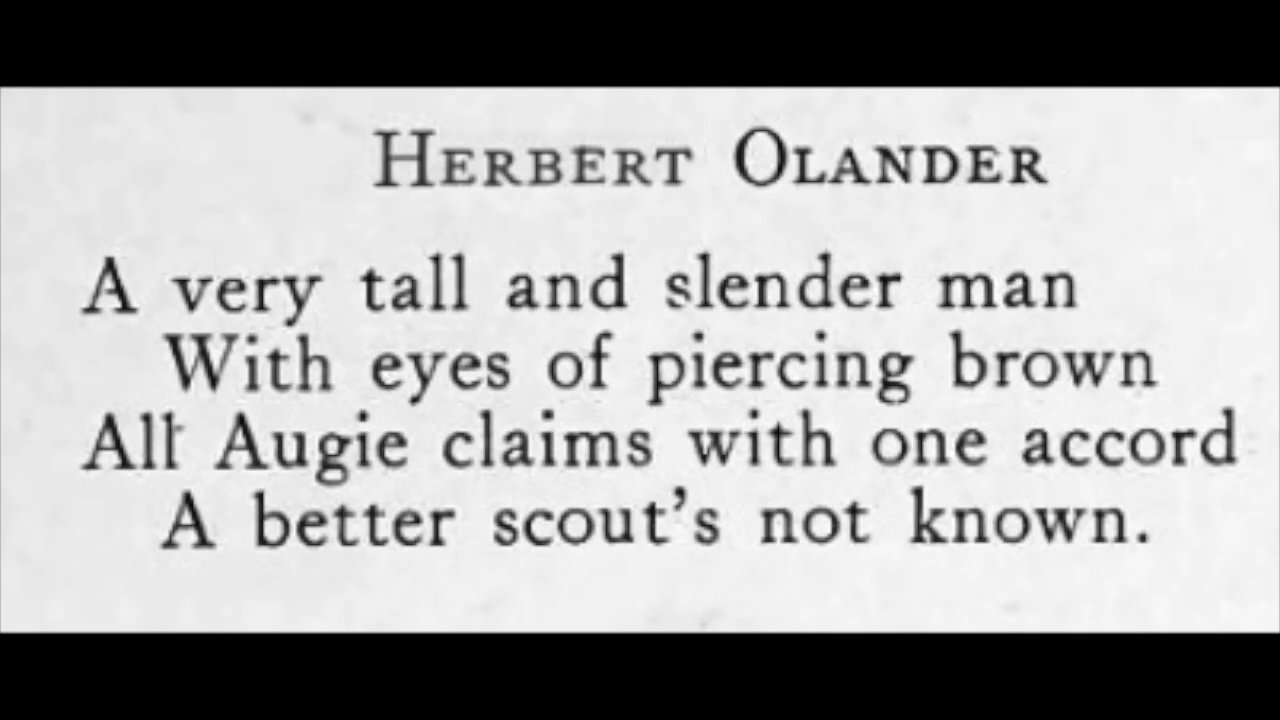 HERBERT OLANDER
A very tall and slender man
With eyes of piercing brown
All Augie claims with one accord
A better scout's not known.